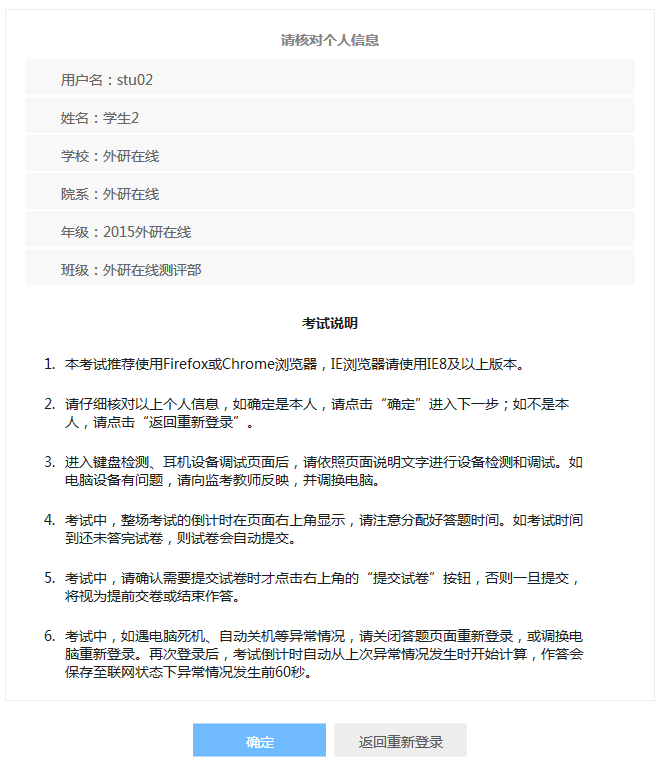 请核对个人信息
用户名：stu02
姓名：学生2
学校：外研在线
院系：外研在线
年级：2015外研在线
班级：外研在线测评部
考试说明
1. 本考试推荐使用Firefox或Chrome浏览器，IE浏览器请使用IE8及以上版本。
2. 请仔细核对以上个人信息，如确定是本人，请点击“确定”进入下一步；如不是本
人，请点击“返回重新登录”。
3. 进入键盘检测、耳机设备调试页面后，请依照页面说明文字进行设备检测和调试。如
电脑设备有问题，请向监考教师反映，并调换电脑。
4. 考试中，整场考试的倒计时在页面右上角显示，请注意分配好答题时间。如考试时间
到还未答完试卷，则试卷会自动提交。
5. 考试中，请确认需要提交试卷时才点击右上角的“提交试卷”按钮，否则一旦提交，
将视为提前交卷或结束作答。
6. 考试中，如遇电脑死机、自动关机等异常情况，请关闭答题页面重新登录，或调换电
脑重新登录。再次登录后，考试倒计时自动从上次异常情况发生时开始计算，作答会
保存至联网状态下异常情况发生前60秒。
确定 返回重新登录